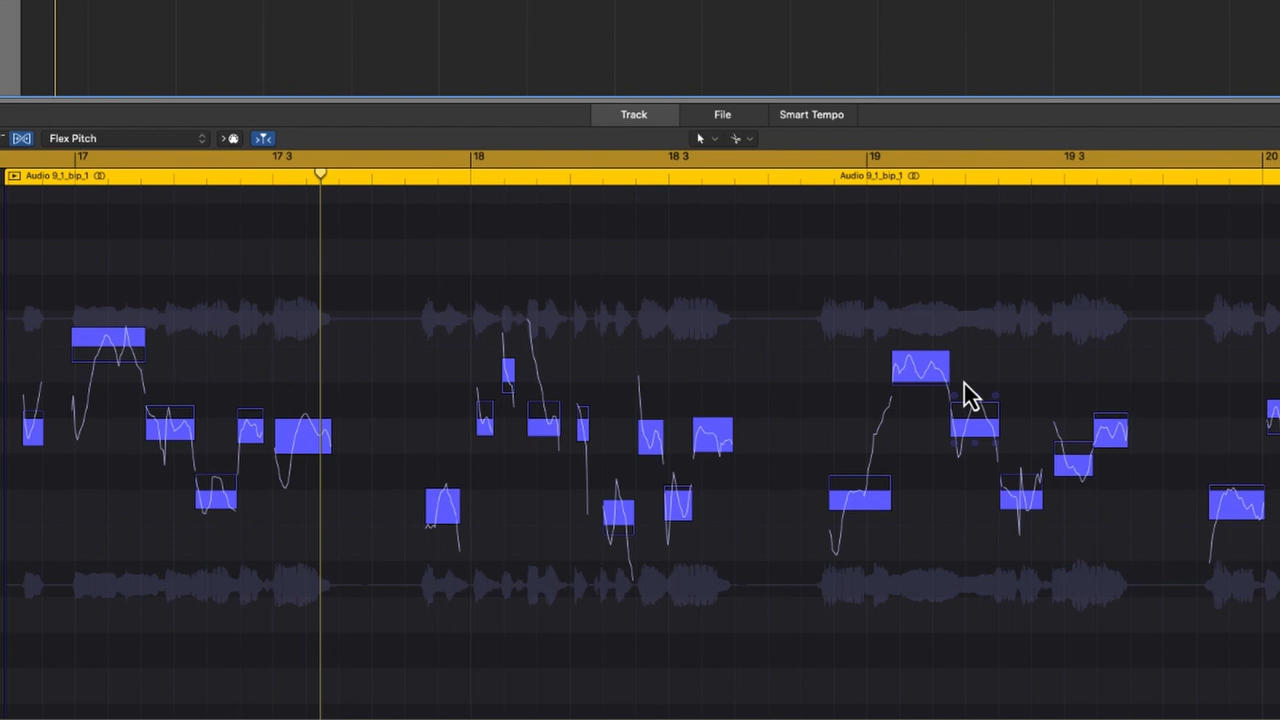 Track File Smart Tempo
Flex Pitch
17 17 3 18 18 3 19 19 3 20
Audio 9_1_bip_1 Audio 9_1_bip_1